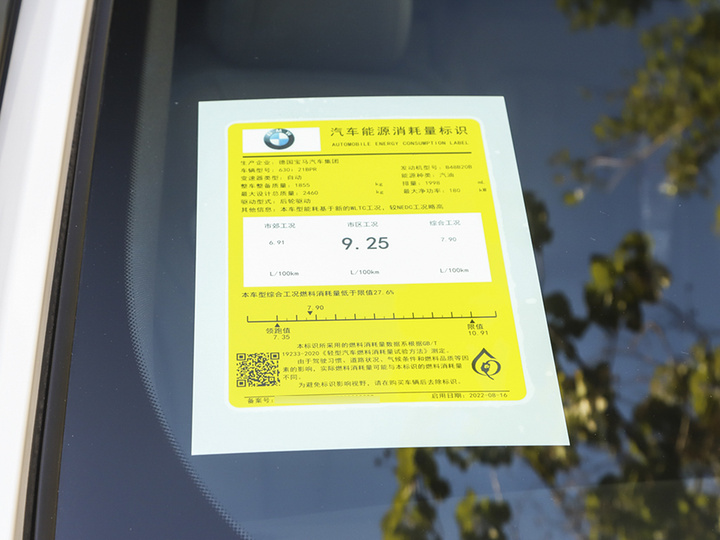 汽车能源消耗量标识
AUTOMOBILE ENERGY CONSUMPTION LABEL
生产企业：德国宝马汽车集团
车辆型号：630i 21BPR 发动机型号：B48B20B
变速器类型：自动 能源种类：汽油
整车整备质量：1855 kg 排量：1998 mL
最大设计总质量：2460 kg 最大净功率：180 kW
驱动型式：后轮驱动
其他信息：本车型能耗基于新的WLTC工况，较NEDC工况略高
市郊工况 市区工况 综合工况
6.91 9.25 7.90
L/100km L/100km L/100km
本车型综合工况燃料消耗量低于限值27.6%
7.90
领跑值 限值
7.35 10.91
本标识所采用的燃料消耗量数据系根据GB/T
19233-2020《轻型汽车燃料消耗量试验方法》测定。
由于驾驶习惯、道路状况、气候条件和燃料品质等因
素的影响，实际燃料消耗量可能与本标识的燃料消耗量
不同。
为避免标识影响视野，请在购买车辆后去除标识。
备案号： 启用日期：2022-08-16